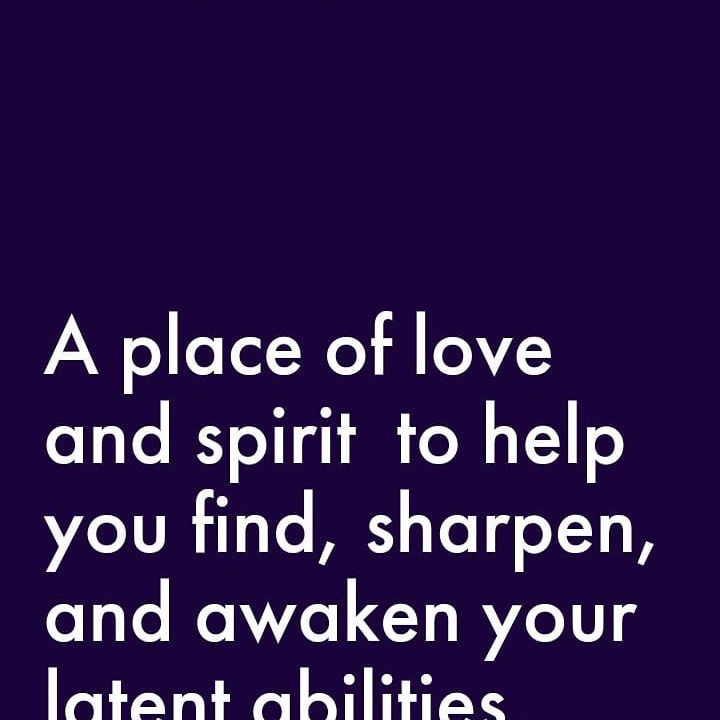 A place of love
and spirit  to help
you find, sharpen,
and awaken your
latent abilities.